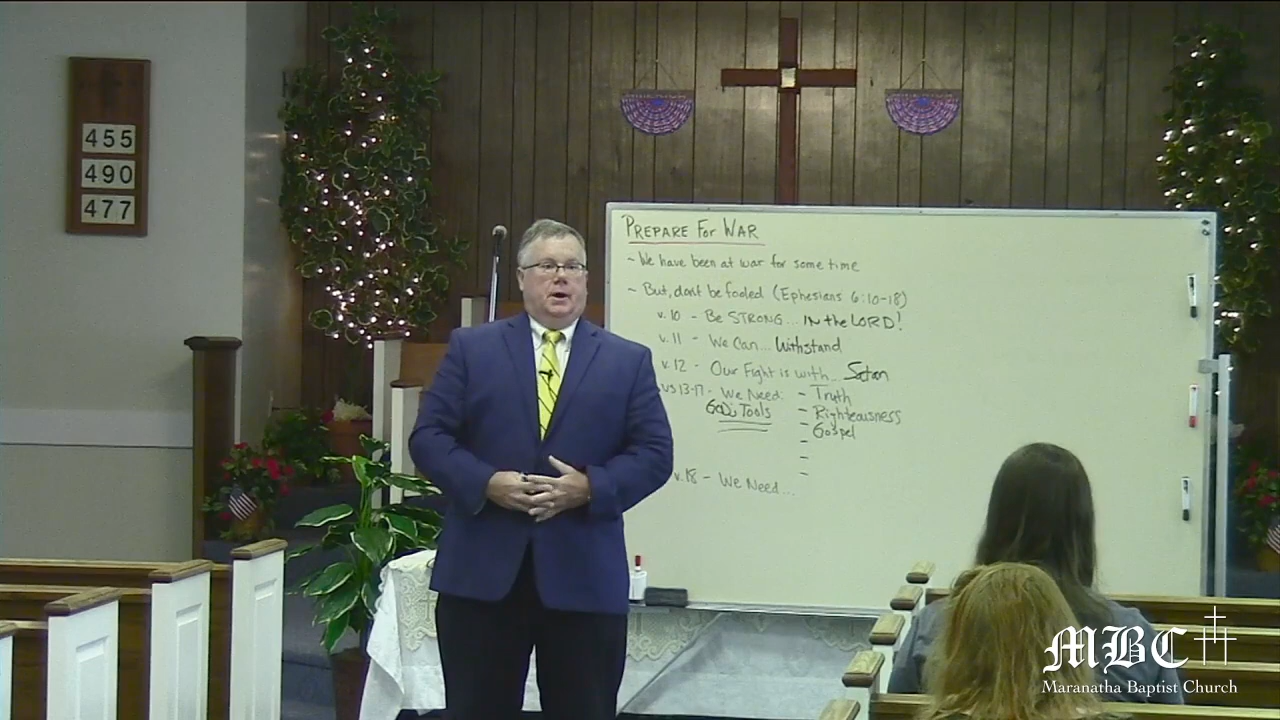 455
490
477
PREPARE FOR WAR
~ We have been at war for some time
~ But, dont be fooled (Ephesians 6:10-18)
v. 10 - Be STRONG... IN the LORD!
v. 11 - We Can... Withstand
v. 12 - Our Fight is with... Satan
vs 13-17 - We Need: - Truth
God's Tools - Righteousness
- Gospel
-
-
v. 18 - We Need...
MBC
Maranatha Baptist Church